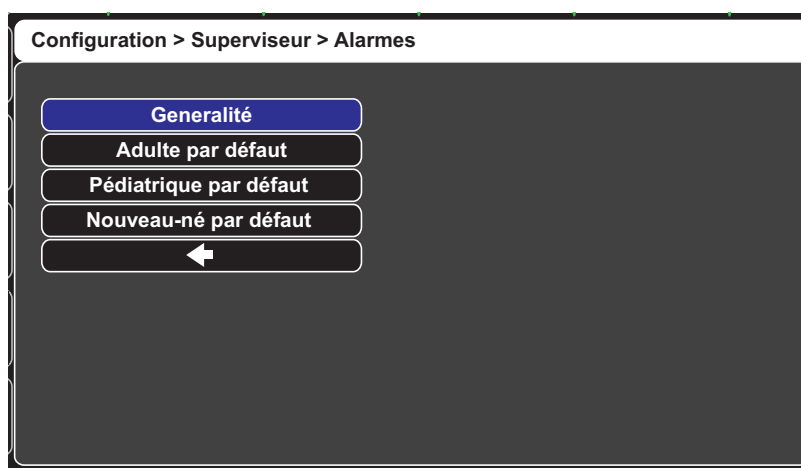 Configuration > Superviseur > Alarmes
Generalité
Adulte par défaut
Pédiatrique par défaut
Nouveau-né par défaut